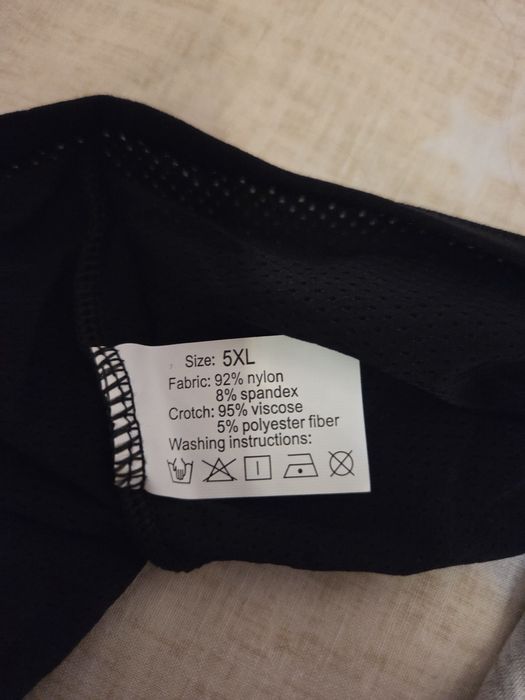 Size: 5XL
Fabric: 92% nylon
8% spandex
Crotch: 95% viscose
5% polyester fiber
Washing instructions: